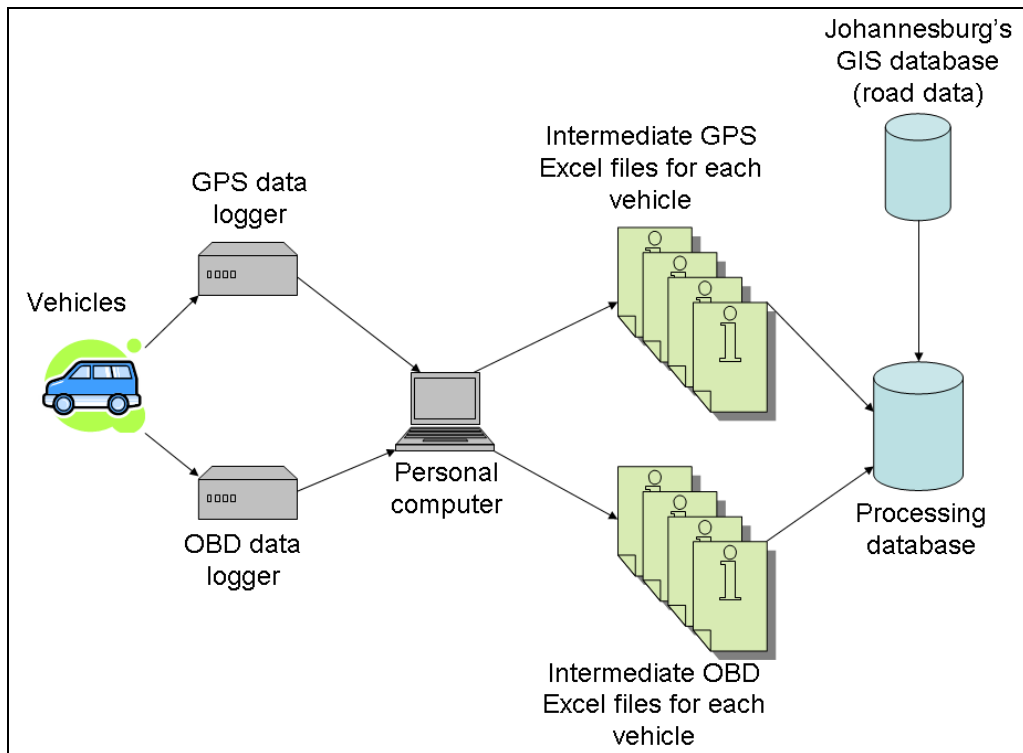 Johannesburg's
GIS database
(road data)
Intermediate GPS
Excel files for each
vehicle
GPS data
logger
Vehicles
Personal
computer
OBD data
logger
Processing
database
Intermediate OBD
Excel files for each
vehicle